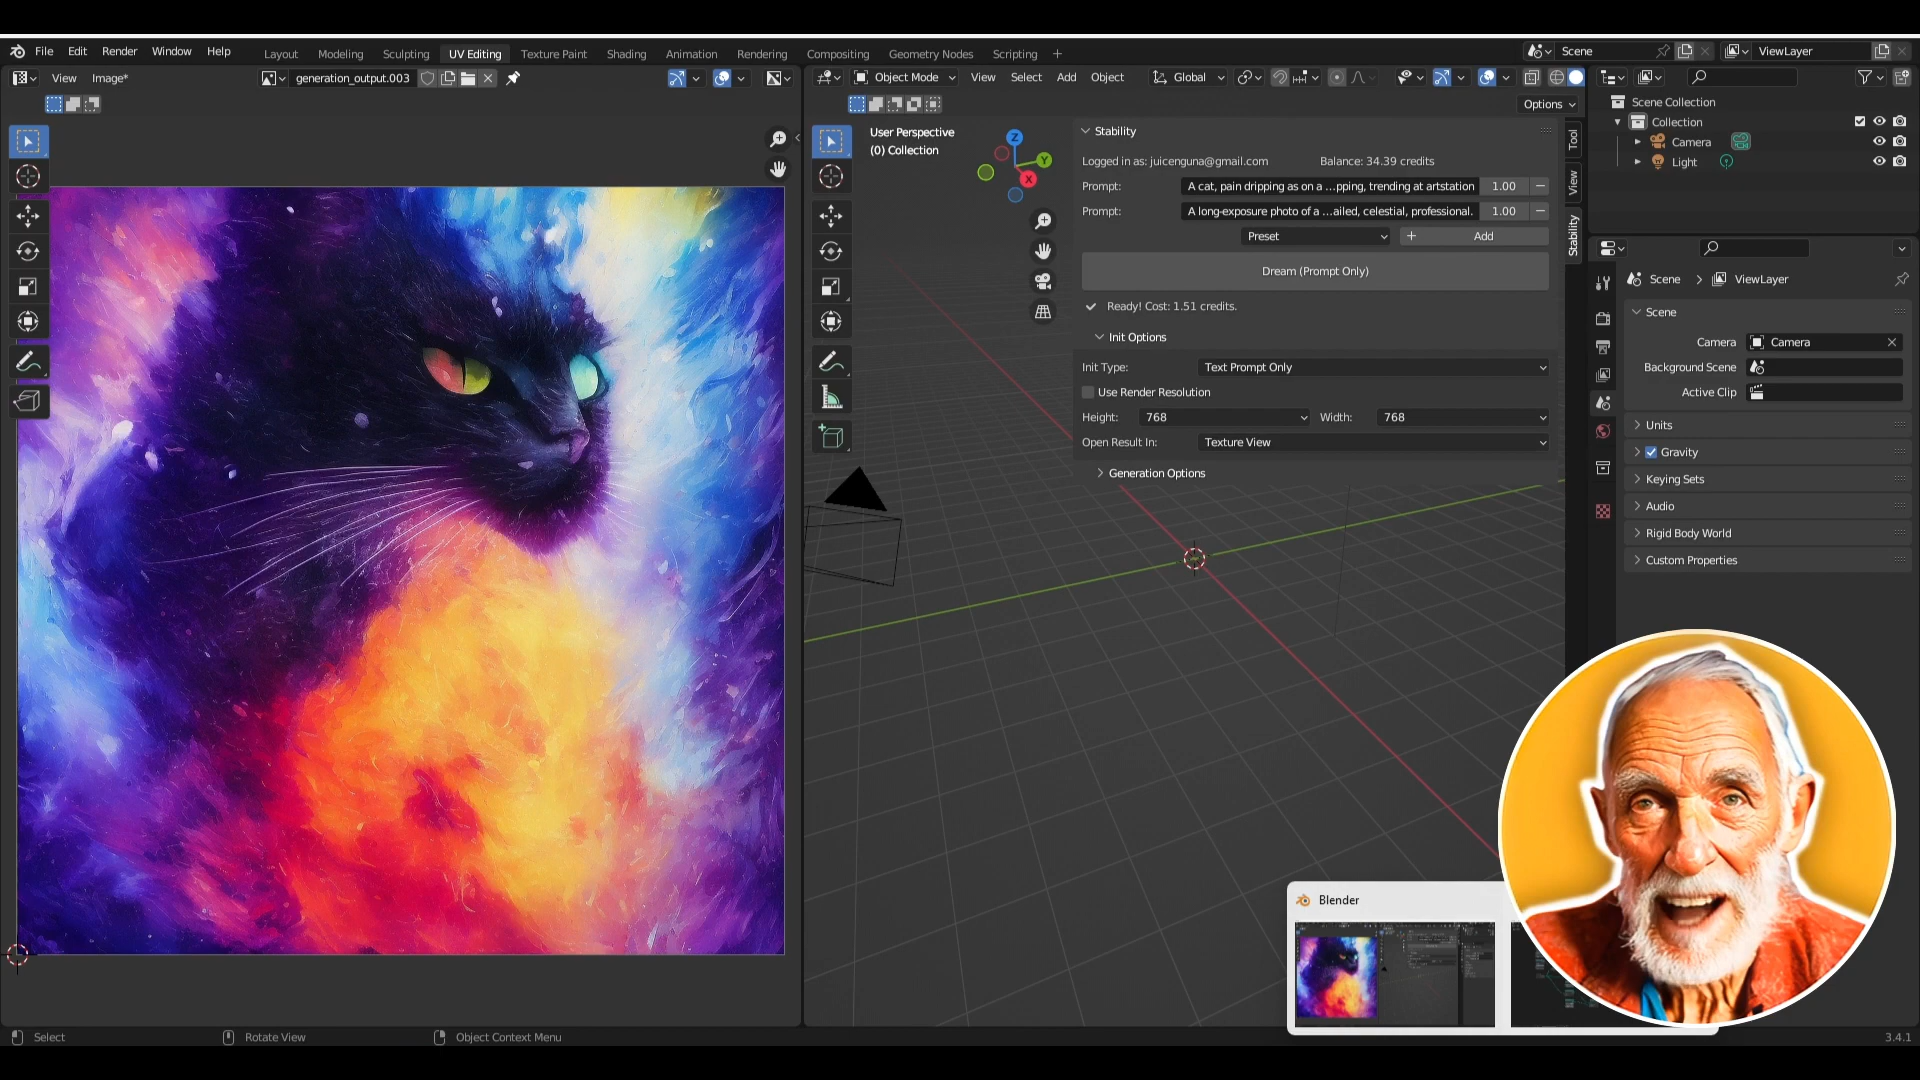 File Edit Render Window Help
Layout Modeling Sculpting UV Editing Texture Paint Shading Animation Rendering Compositing Geometry Nodes Scripting +
Scene
ViewLayer
View Image*
generation_output.003
Object Mode View Select Add Object
Global
Options
User Perspective
(0) Collection
Z
Y
X
Stability
Logged in as: juicenguna@gmail.com Balance: 34.39 credits
Prompt: A cat, pain dripping as on a ...pping, trending at artstation 1.00
Prompt: A long-exposure photo of a ...ailed, celestial, professional. 1.00
Preset
Add
Dream (Prompt Only)
Ready! Cost: 1.51 credits.
Init Options
Init Type: Text Prompt Only
Use Render Resolution
Height: 768 Width: 768
Open Result In: Texture View
Generation Options
Tool
View
Stability
Scene Collection
Collection
Camera
Light
Scene > ViewLayer
Scene
Camera Camera
Background Scene
Active Clip
Units
Gravity
Keying Sets
Audio
Rigid Body World
Custom Properties
Blender
Select
Rotate View
Object Context Menu
3.4.1